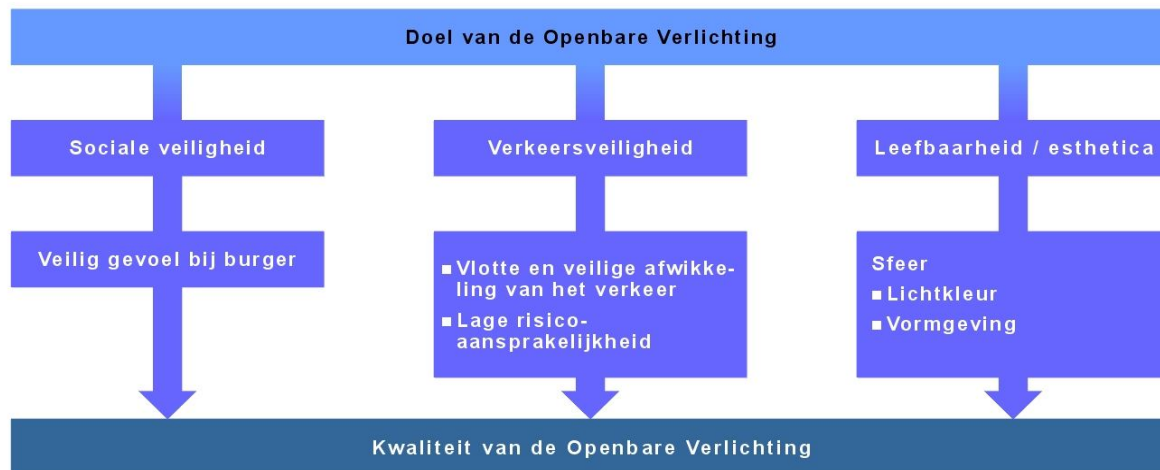 Doel van de Openbare Verlichting
Sociale veiligheid
Veilig gevoel bij burger
Verkeersveiligheid
■ Vlotte en veilige afwikke-
ling van het verkeer
■ Lage risico-
aansprakelijkheid
Leefbaarheid / esthetica
Sfeer
■ Lichtkleur
■ Vormgeving
Kwaliteit van de Openbare Verlichting